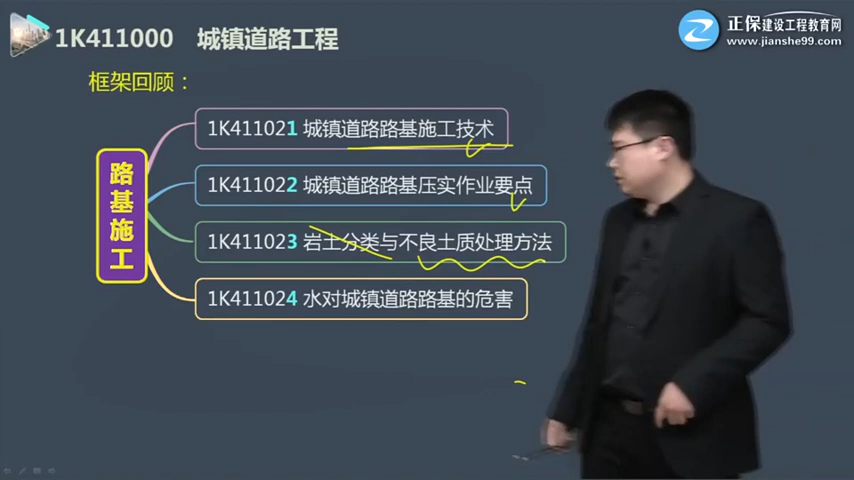 1K411000 城镇道路工程
正保建设工程教育网
www.jianshe99.com
框架回顾：
路基施工
1K411021 城镇道路路基施工技术
1K411022 城镇道路路基压实作业要点
1K411023 岩土分类与不良土质处理方法
1K411024 水对城镇道路路基的危害